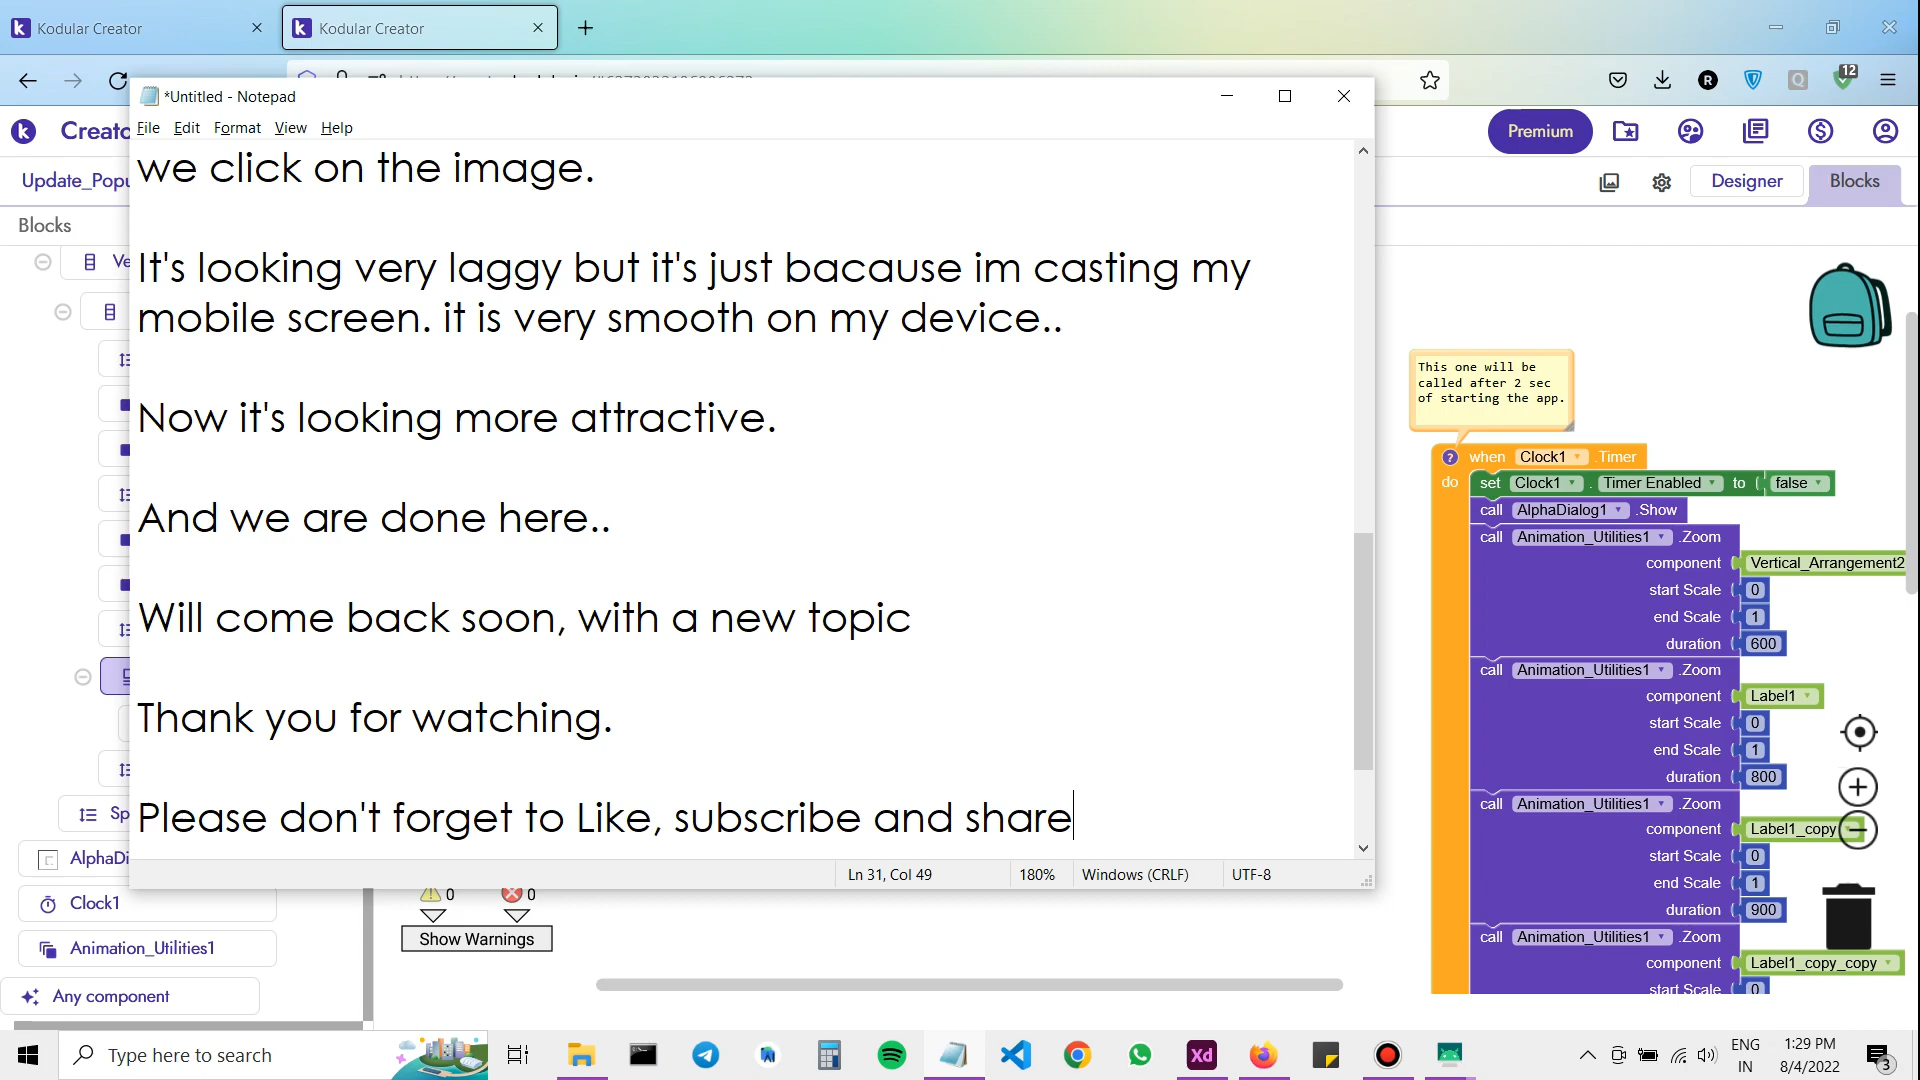 Kodular Creator
Kodular Creator
12
*Untitled - Notepad
File Edit Format View Help
Premium
Update_Popu
Designer
Blocks
Blocks
we click on the image.
It's looking very laggy but it's just bacause im casting my
mobile screen. it is very smooth on my device..
Now it's looking more attractive.
And we are done here..
Will come back soon, with a new topic
Thank you for watching.
Please don't forget to Like, subscribe and share
Ln 31, Col 49
180%
Windows (CRLF)
UTF-8
This one will be
called after 2 sec
of starting the app.
when Clock1 .Timer
do set Clock1 . Timer Enabled to false
call AlphaDialog1 .Show
call Animation_Utilities1 .Zoom
component Vertical_Arrangement2
start Scale 0
end Scale 1
duration 600
call Animation_Utilities1 .Zoom
component Label1
start Scale 0
end Scale 1
duration 800
call Animation_Utilities1 .Zoom
component Label1_copy
start Scale 0
end Scale 1
duration 900
call Animation_Utilities1 .Zoom
component Label1_copy_copy
start Scale 0
AlphaDi
Clock1
Animation_Utilities1
Any component
0
0
Show Warnings
Type here to search
Xd
ENG
IN
1:29 PM
8/4/2022
3